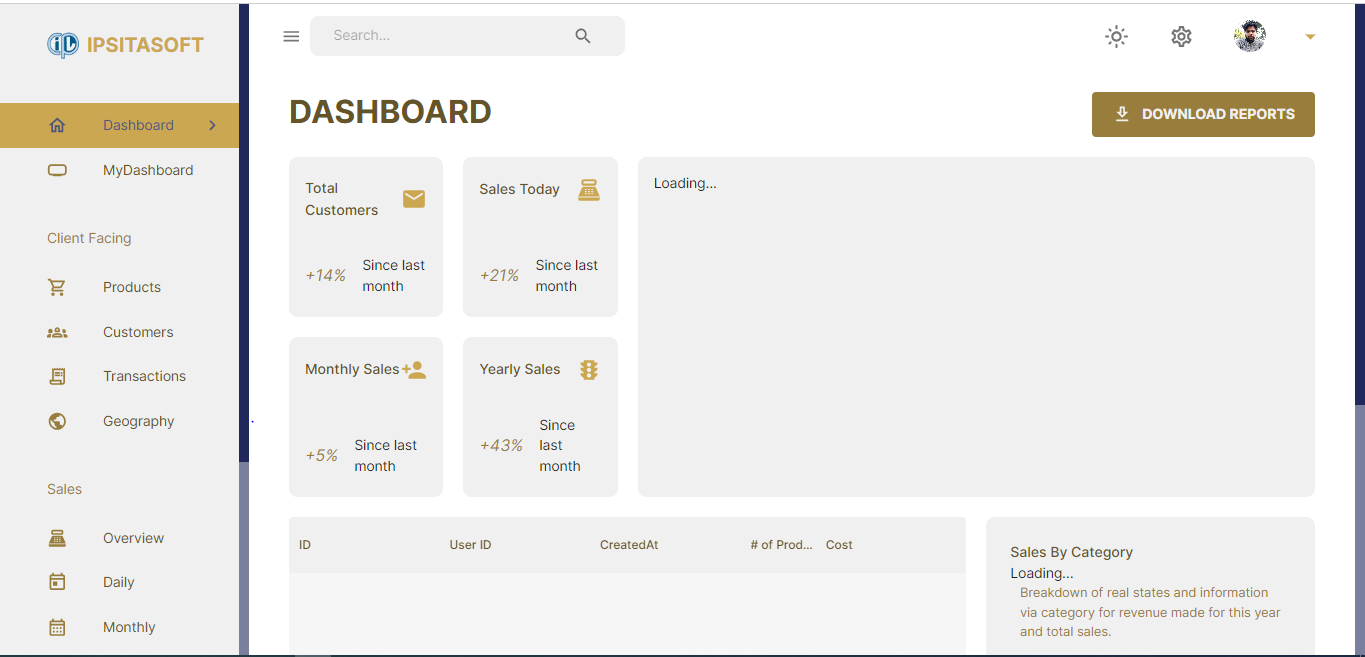 IPSITASOFT
Search...
Dashboard
MyDashboard
Client Facing
Products
Customers
Transactions
Geography
Sales
Overview
Daily
Monthly
DASHBOARD
DOWNLOAD REPORTS
Total
Customers
+14%
Since last
month
Sales Today
+21%
Since last
month
Loading...
Monthly Sales
+5%
Since last
month
Yearly Sales
+43%
Since
last
month
ID User ID CreatedAt # of Prod... Cost
Sales By Category
Loading...
Breakdown of real states and information
via category for revenue made for this year
and total sales.